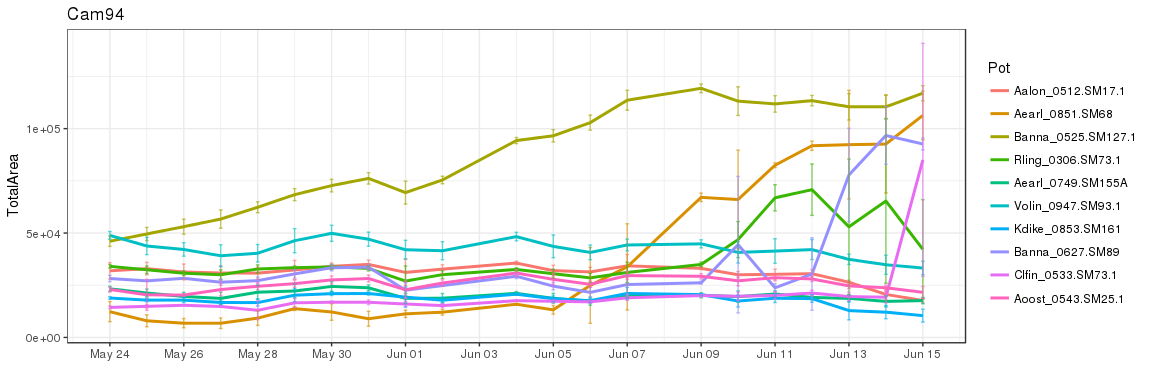 Cam94
TotalArea
1e+05
5e+04
0e+00
May 24 May 26 May 28 May 30 Jun 01 Jun 03 Jun 05 Jun 07 Jun 09 Jun 11 Jun 13 Jun 15
Pot
Aalon_0512.SM17.1
Aearl_0851.SM68
Banna_0525.SM127.1
Rling_0306.SM73.1
Aearl_0749.SM155A
Volin_0947.SM93.1
Kdike_0853.SM161
Banna_0627.SM89
Clfin_0533.SM73.1
Aoost_0543.SM25.1